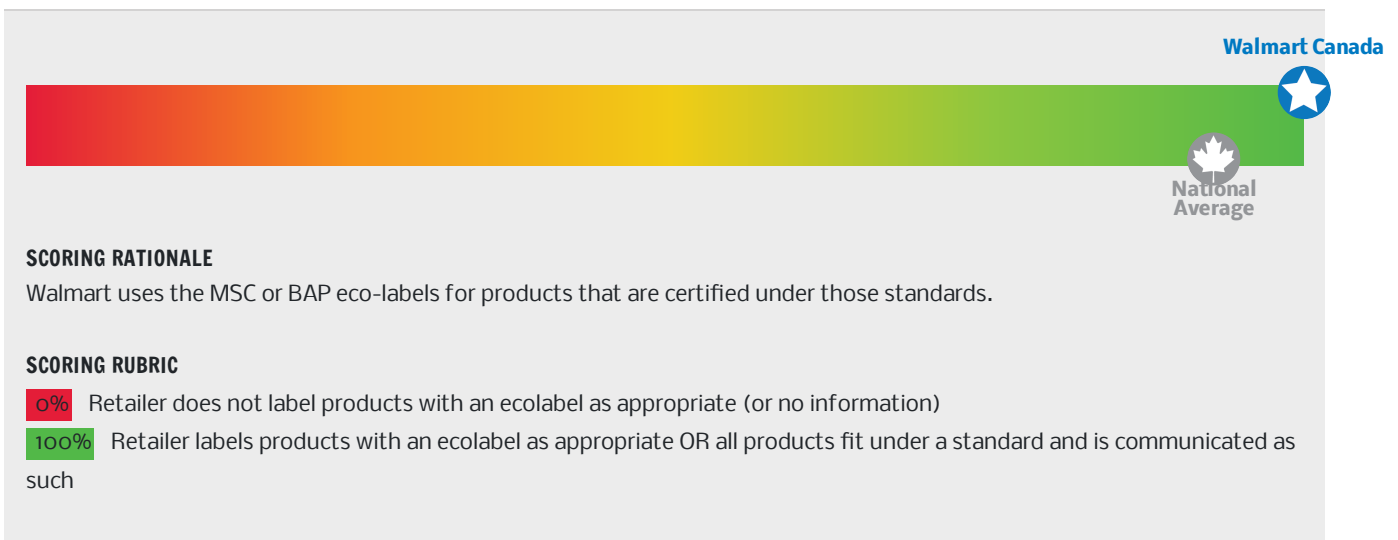 Walmart Canada
National
Average
SCORING RATIONALE
Walmart uses the MSC or BAP eco-labels for products that are certified under those standards.
SCORING RUBRIC
0% Retailer does not label products with an ecolabel as appropriate (or no information)
100% Retailer labels products with an ecolabel as appropriate OR all products fit under a standard and is communicated as
such